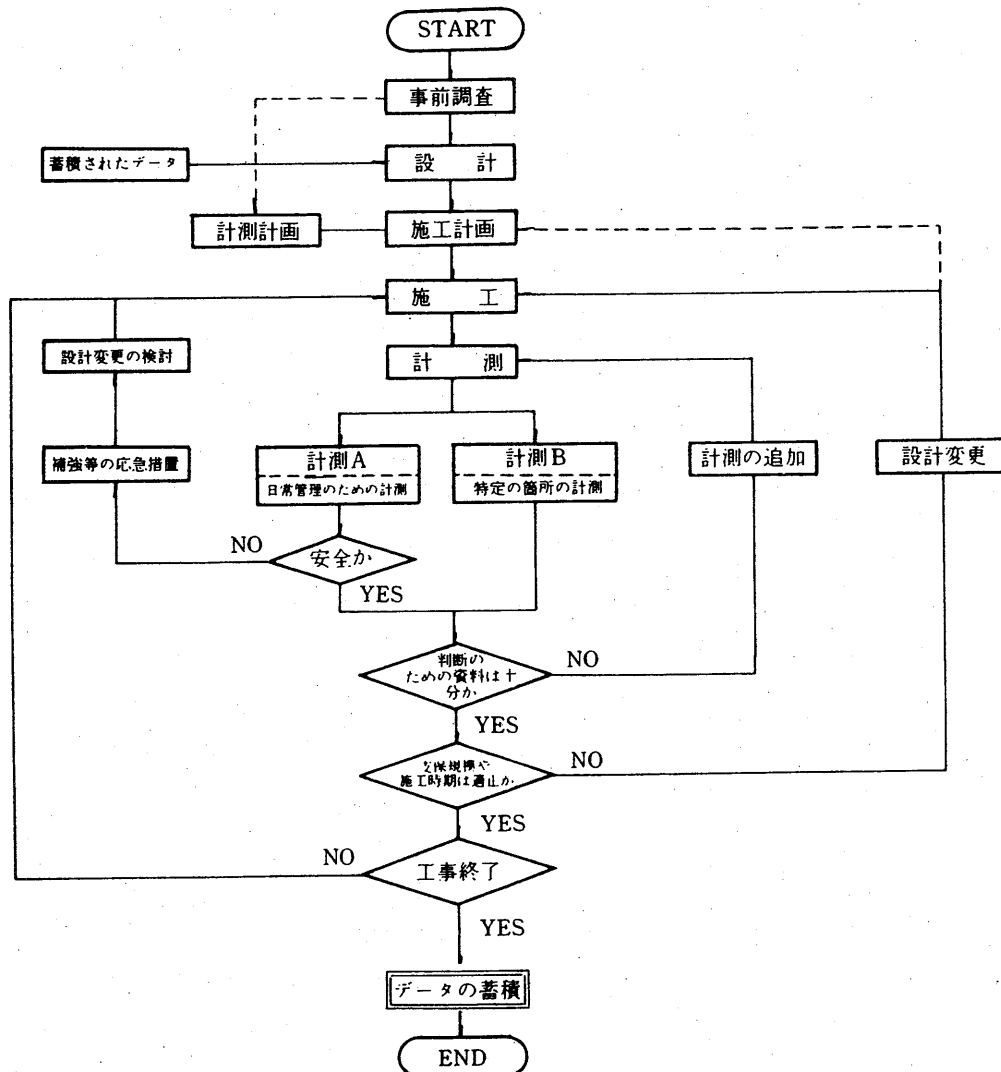 START
事前調査
蓄積されたデータ
設 計
計測計画
施工計画
施 工
設計変更の検討
計 測
補強等の応急措置
計測A
日常管理のための計測
計測B
特定の箇所の計測
計測の追加
設計変更
NO
安全か
YES
判断の
ための資料は十
分か
NO
YES
支保規模や
施工時期は適正か
NO
YES
NO
工事終了
YES
データの蓄積
END